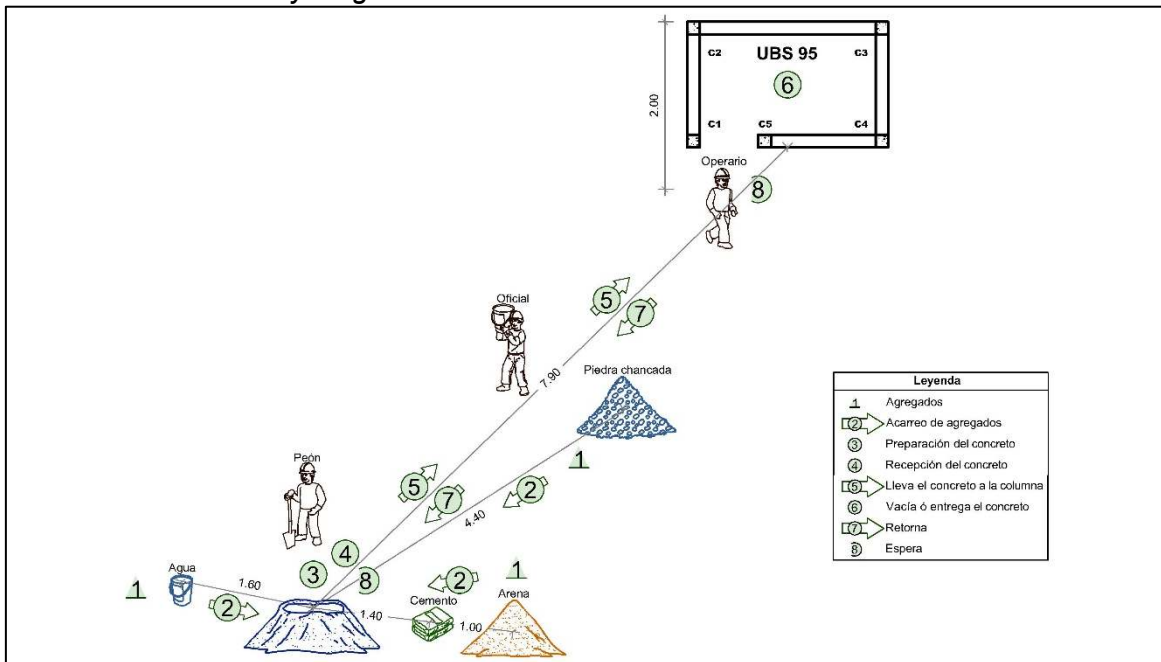 UBS 95
C2
C3
6
2.00
C1
C5
C4
Operario
8
5
7
Oficial
7.90
Piedra chancada
Leyenda
1 Agregados
2 Acarreo de agregados
3 Preparación del concreto
4 Recepción del concreto
5 Lleva el concreto a la columna
6 Vacía ó entrega el concreto
7 Retorna
8 Espera
Peón
5
7
1
2
4.40
4
3
8
Agua
1
1.60
2
2
1
Cemento
Arena
1.40
1.00